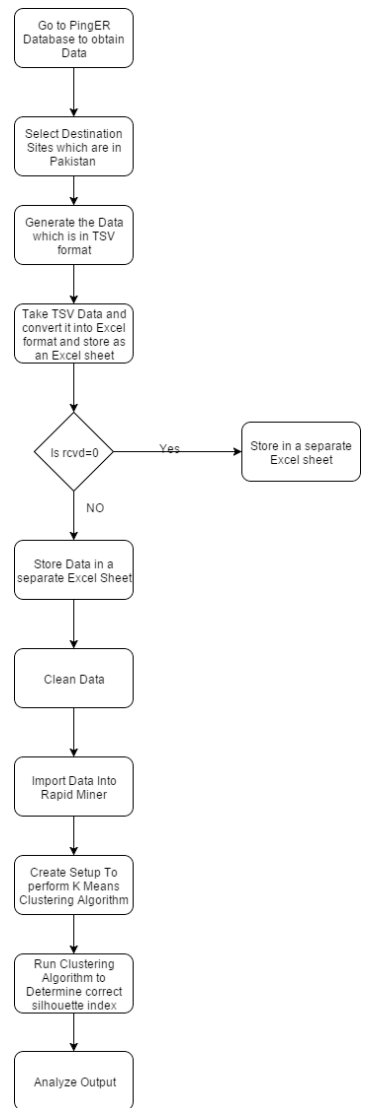 Go to PingER
Database to obtain
Data
Select Destination
Sites which are in
Pakistan
Generate the Data
which is in TSV
format
Take TSV Data and
convert it into Excel
format and store as
an Excel sheet
Is rcvd=0
Yes
Store in a separate
Excel sheet
NO
Store Data in a
separate Excel Sheet
Clean Data
Import Data Into
Rapid Miner
Create Setup To
perform K Means
Clustering Algorithm
Run Clustering
Algorithm to
Determine correct
silhouette index
Analyze Output